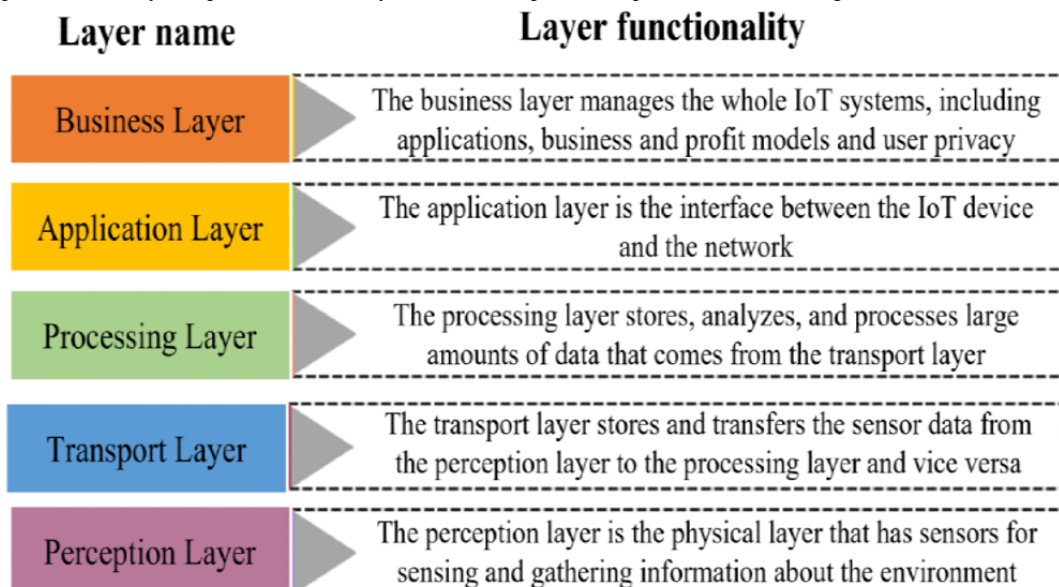 Layer name
Layer functionality
Business Layer
The business layer manages the whole IoT systems, including
applications, business and profit models and user privacy
Application Layer
The application layer is the interface between the IoT device
and the network
Processing Layer
The processing layer stores, analyzes, and processes large
amounts of data that comes from the transport layer
Transport Layer
The transport layer stores and transfers the sensor data from
the perception layer to the processing layer and vice versa
Perception Layer
The perception layer is the physical layer that has sensors for
sensing and gathering information about the environment